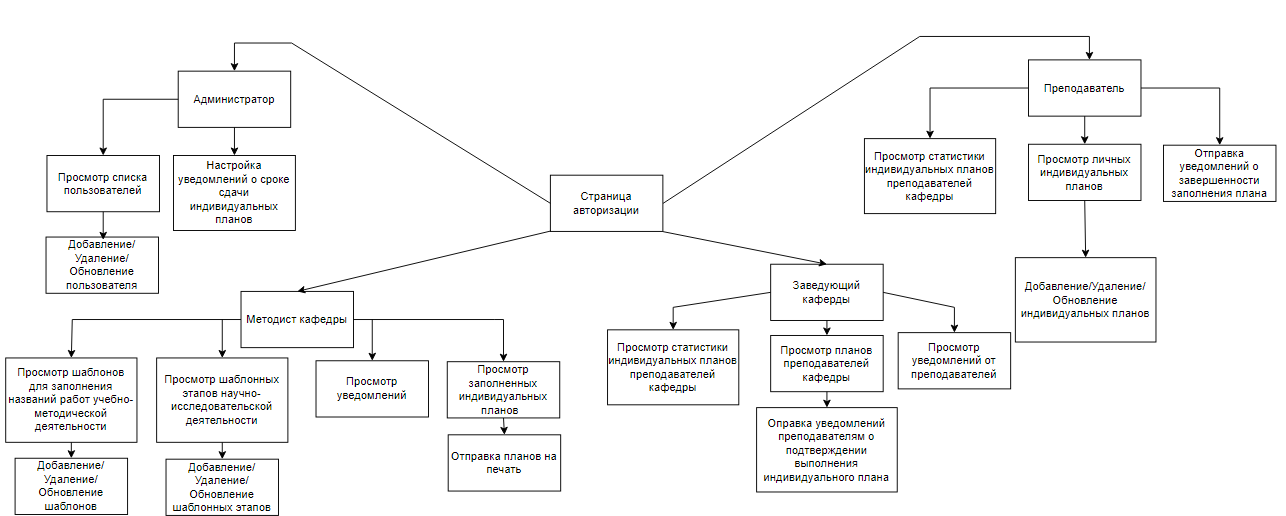 Администратор
Просмотр списка
пользователей
Добавление/
Удаление/
Обновление
пользователя
Настройка
уведомлений о сроке
сдачи
индивидуальных
планов
Страница
авторизации
Преподаватель
Просмотр статистики
индивидуальных планов
преподавателей
кафедры
Просмотр личных
индивидуальных
планов
Отправка
уведомлений о
завершенности
заполнения плана
Добавление/Удаление/
Обновление
индивидуальных планов
Методист кафедры
Просмотр шаблонов
для заполнения
названий работ учебно-
методической
деятельности
Добавление/
Удаление/
Обновление
шаблонов
Просмотр шаблонных
этапов научно-
исследовательской
деятельности
Добавление/
Удаление/
Обновление
шаблонных этапов
Просмотр
уведомлений
Просмотр
заполненных
индивидуальных
планов
Отправка планов на
печать
Заведующий
каферды
Просмотр статистики
индивидуальных планов
преподавателей
кафедры
Просмотр планов
преподавателей
кафедры
Оправка уведомлений
преподавателям о
подтверждении
выполнения
индивидуального плана
Просмотр
уведомлений от
преподавателей